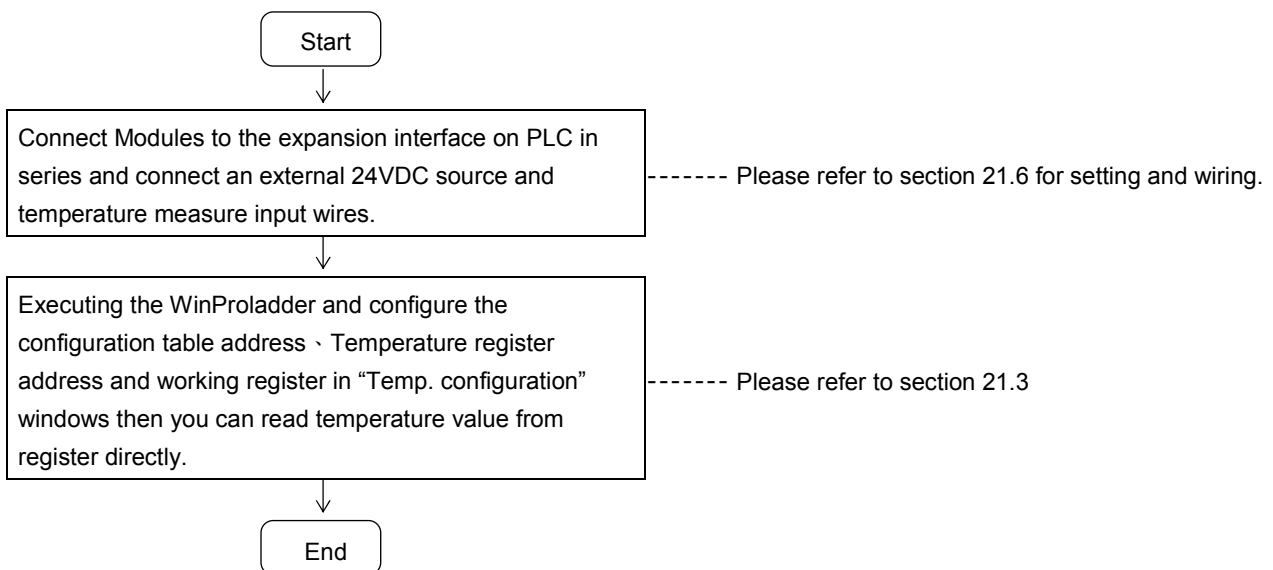 Start
Connect Modules to the expansion interface on PLC in
series and connect an external 24VDC source and
temperature measure input wires.
Please refer to section 21.6 for setting and wiring.
Executing the WinProladder and configure the
configuration table address、Temperature register
address and working register in “Temp. configuration”
windows then you can read temperature value from
register directly.
Please refer to section 21.3
End